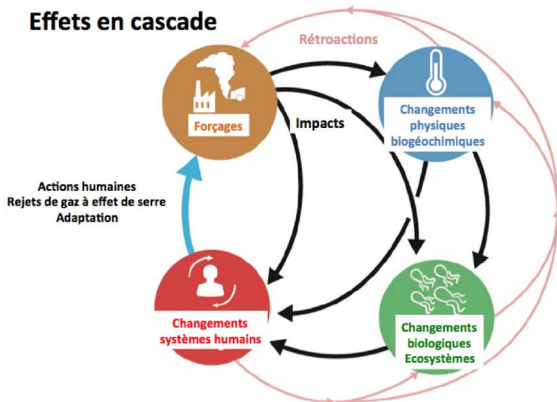 Effets en cascade
Rétroactions
Forçages
Impacts
Changements
physiques
biogéochimiques
Actions humaines
Rejets de gaz à effet de serre
Adaptation
Changements
systèmes humains
Changements
biologiques
Ecosystèmes